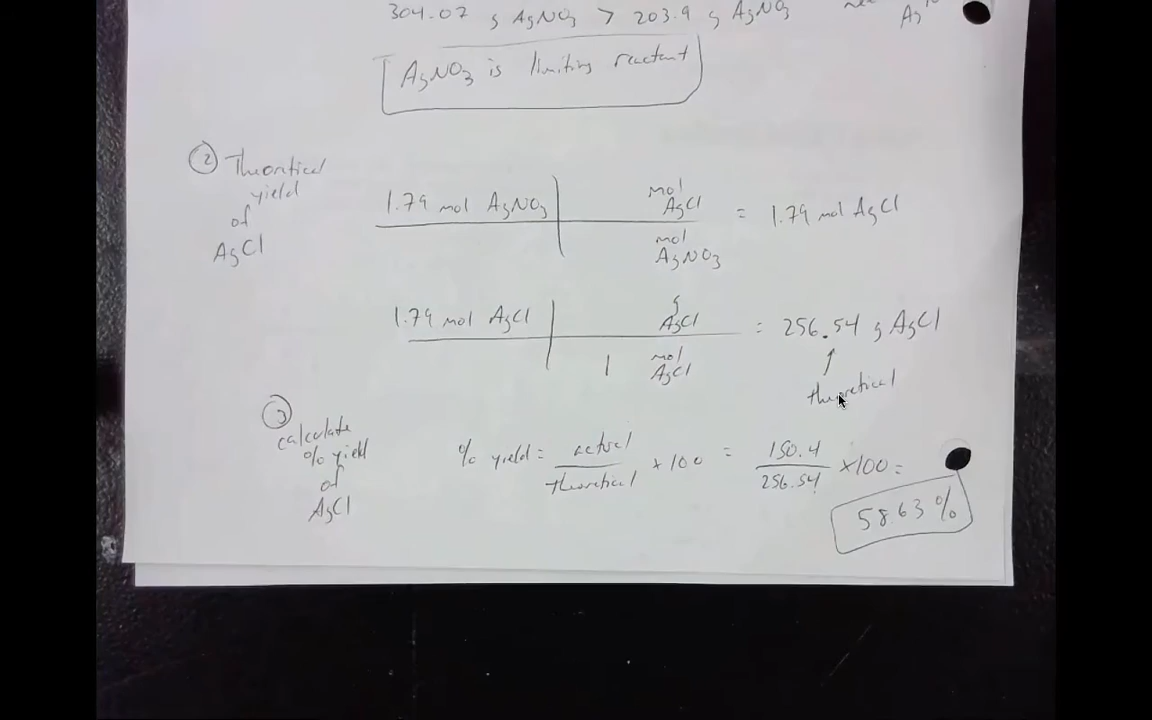 304.07 g AgNO3 > 203.9 g AgNO3
Ag
AgNO3 is limiting reactant
2 Theoretical
yield
of
AgCl
1.79 mol AgNO3 | mol AgCl = 1.79 mol AgCl
mol AgNO3
1.79 mol AgCl | g AgCl = 256.54 g AgCl
1 mol AgCl
theoretical
3 calculate
% yield
of
AgCl
% yield = actual / theoretical × 100 = 150.4 / 256.54 ×100 =
58.63 %